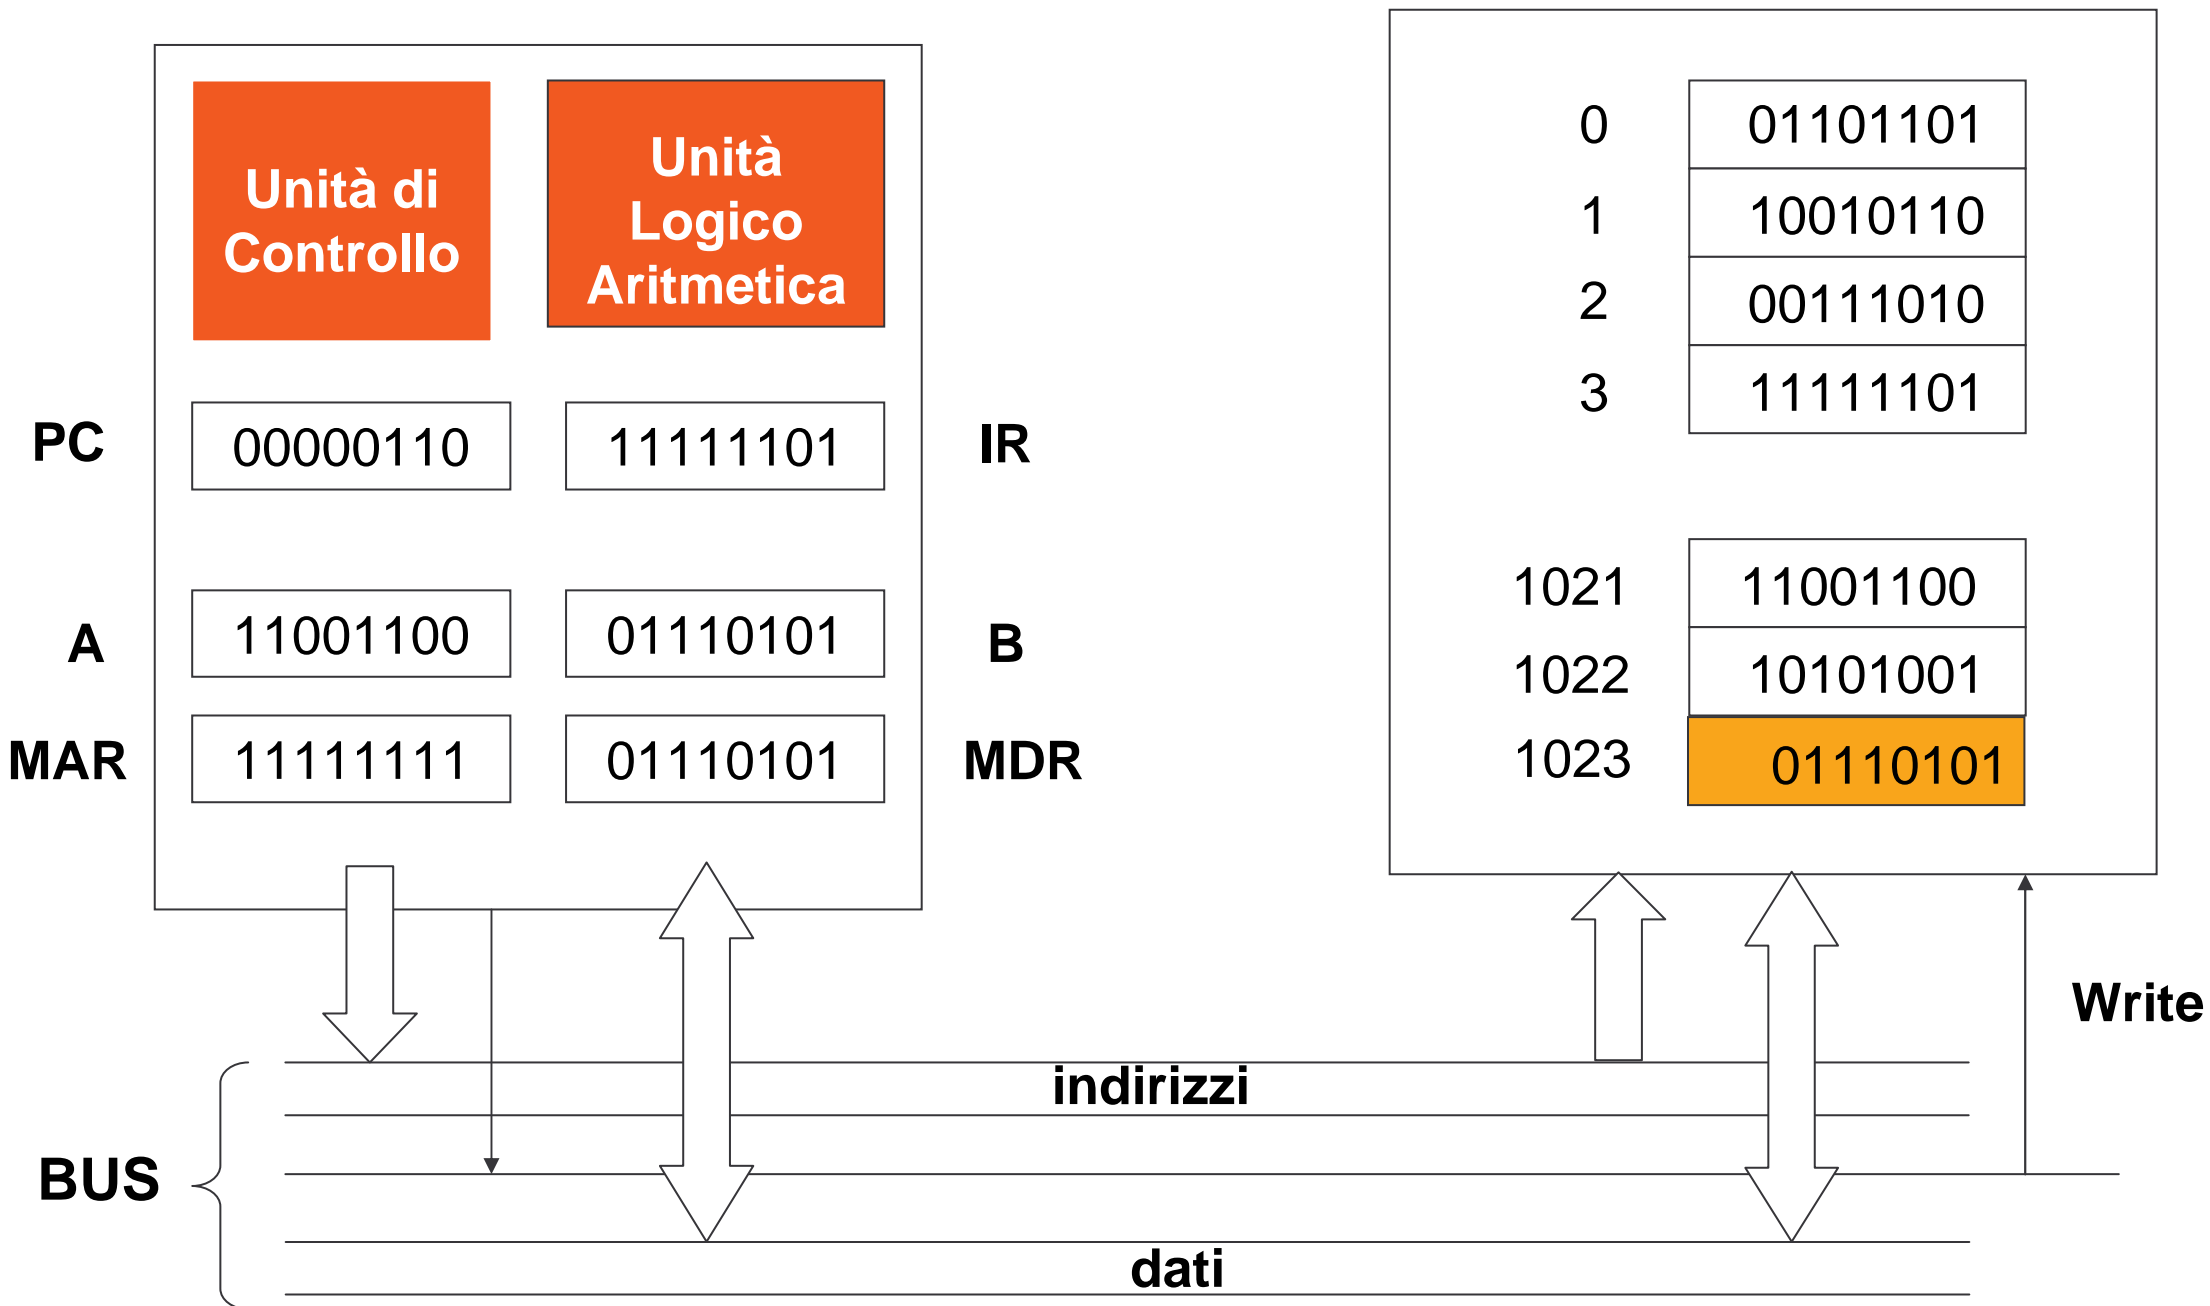 Unità di
Controllo
Unità
Logico
Aritmetica
PC
00000110
11111101
IR
A
11001100
01110101
B
MAR
11111111
01110101
MDR
0
01101101
1
10010110
2
00111010
3
11111101
1021
11001100
1022
10101001
1023
01110101
Write
indirizzi
BUS
dati